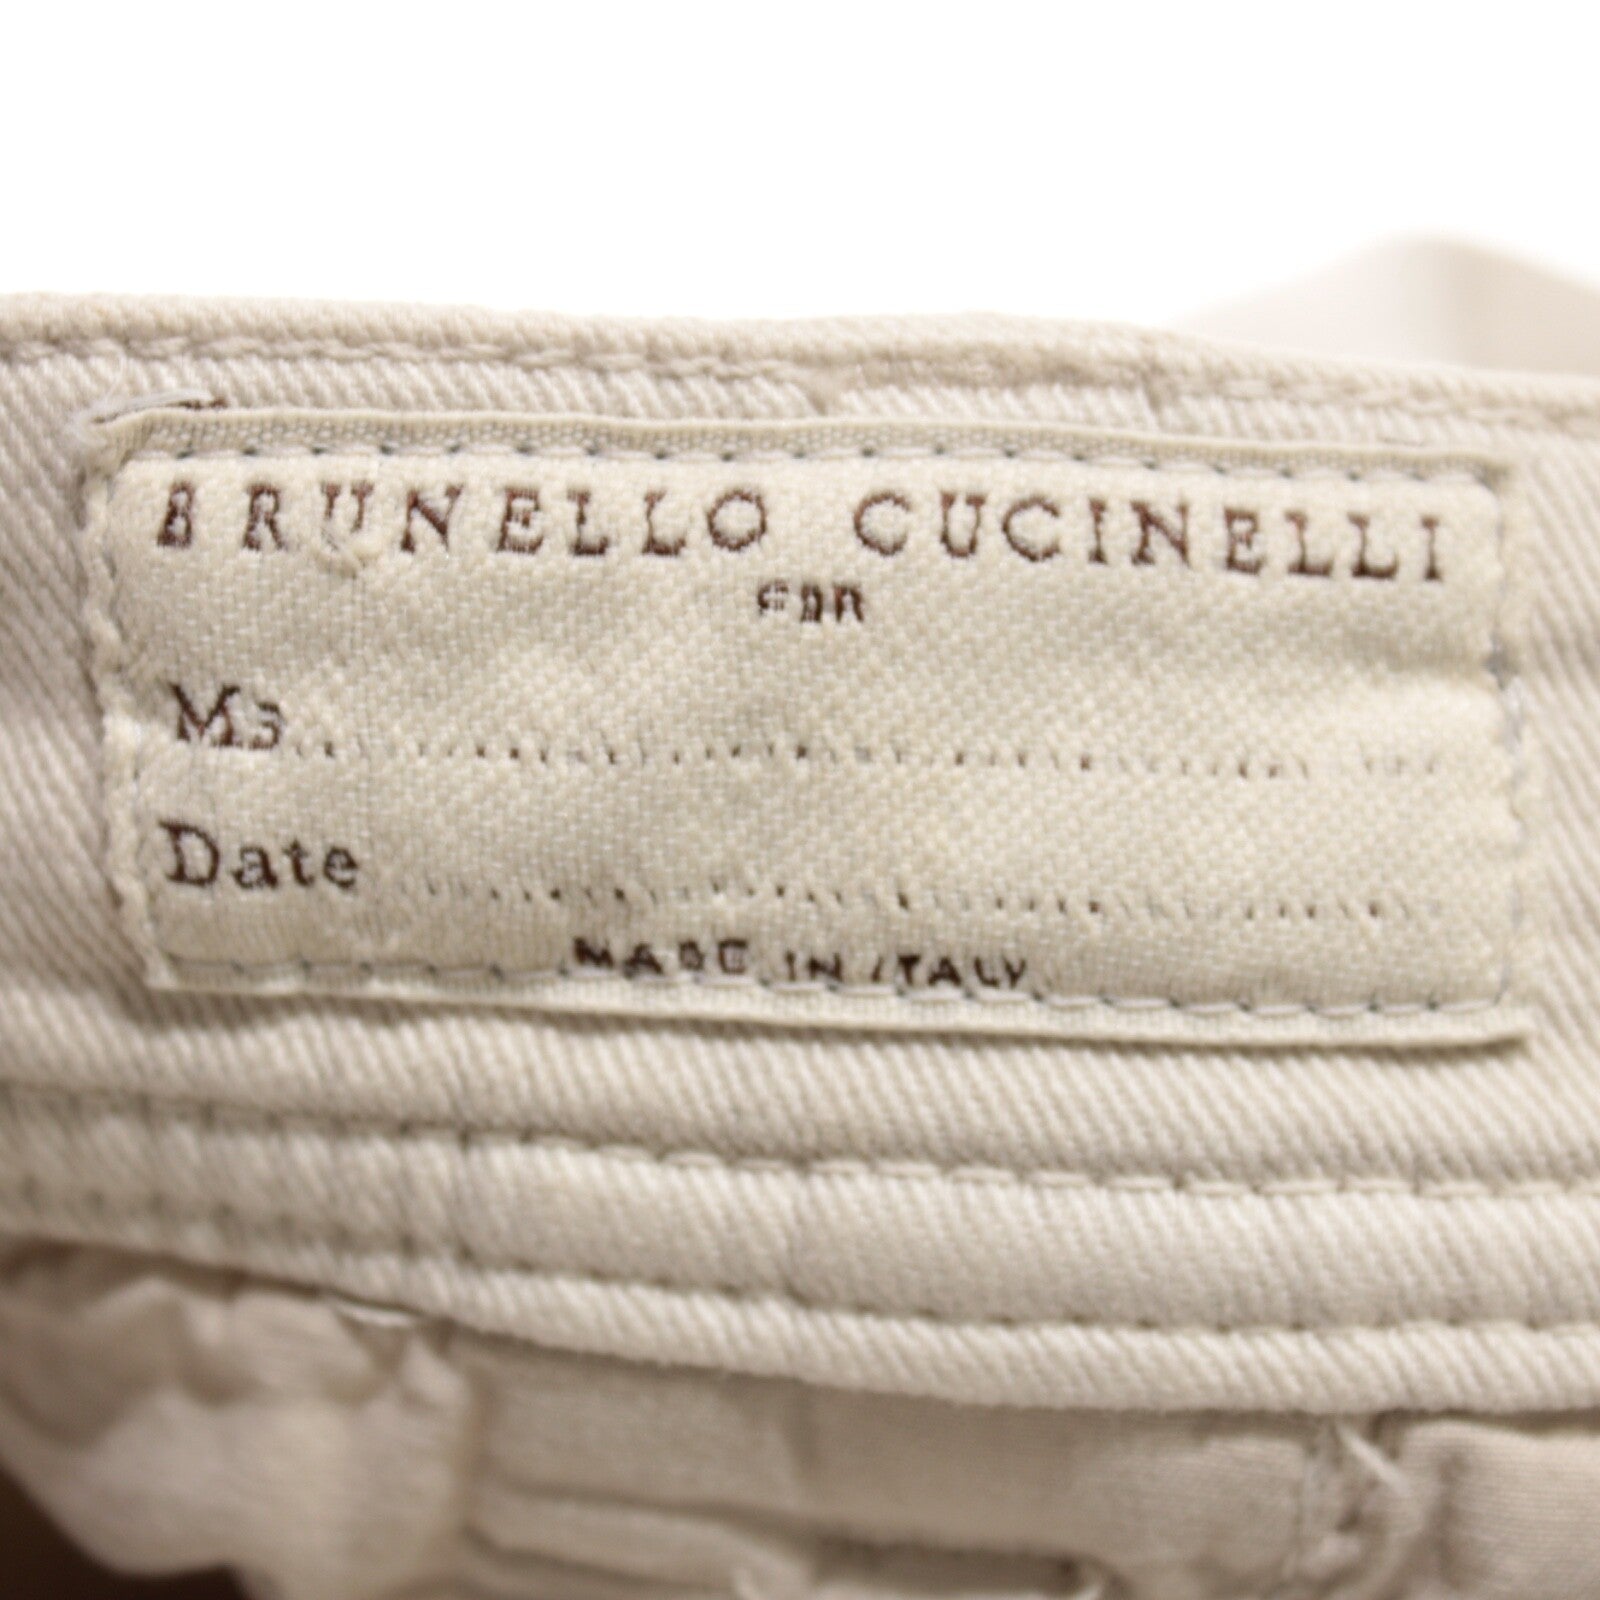 BRUNELLO CUCINELLI
Ms...............................
Date ...............................
MADE IN ITALY